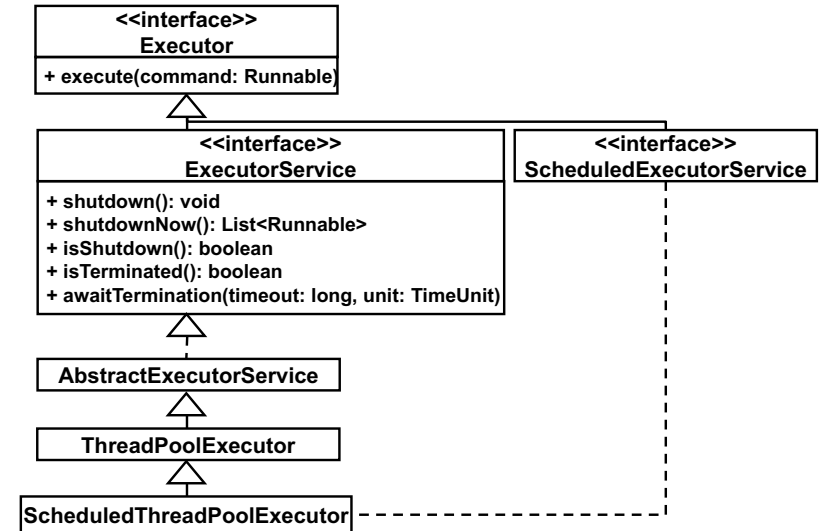 <<interface>>
Executor
+ execute(command: Runnable)
<<interface>>
ExecutorService
+ shutdown(): void
+ shutdownNow(): List<Runnable>
+ isShutdown(): boolean
+ isTerminated(): boolean
+ awaitTermination(timeout: long, unit: TimeUnit)
<<interface>>
ScheduledExecutorService
AbstractExecutorService
ThreadPoolExecutor
ScheduledThreadPoolExecutor